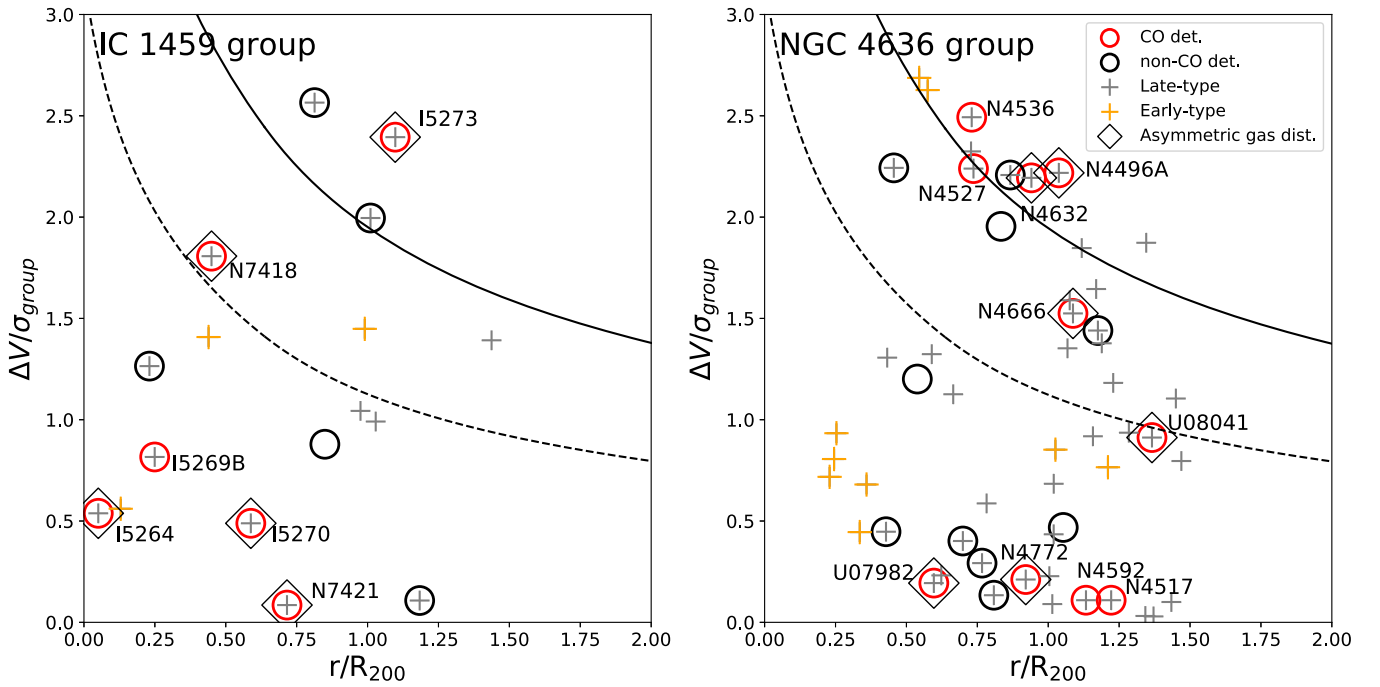 IC 1459 group
3.0
2.5
2.0
1.5
1.0
0.5
0.0
ΔV/σ_group
I5273
N7418
I5269B
I5264
I5270
N7421
0.00
0.25
0.50
0.75
1.00
1.25
1.50
1.75
2.00
r/R_200
NGC 4636 group
CO det.
non-CO det.
Late-type
Early-type
Asymmetric gas dist.
3.0
2.5
2.0
1.5
1.0
0.5
0.0
ΔV/σ_group
N4536
N4496A
N4527
N4632
N4666
U08041
N4772
U07982
N4592
N4517
0.00
0.25
0.50
0.75
1.00
1.25
1.50
1.75
2.00
r/R_200